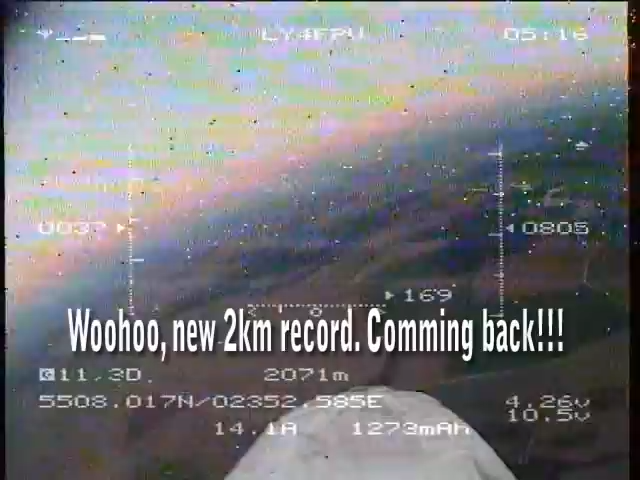 LY4FPV 05:16
0037 0805
169
Woohoo, new 2km record. Comming back!!!
G11.3D. 2071m
5508.017N/02352.585E 4.26v
10.5v
14.1A 1273mAh